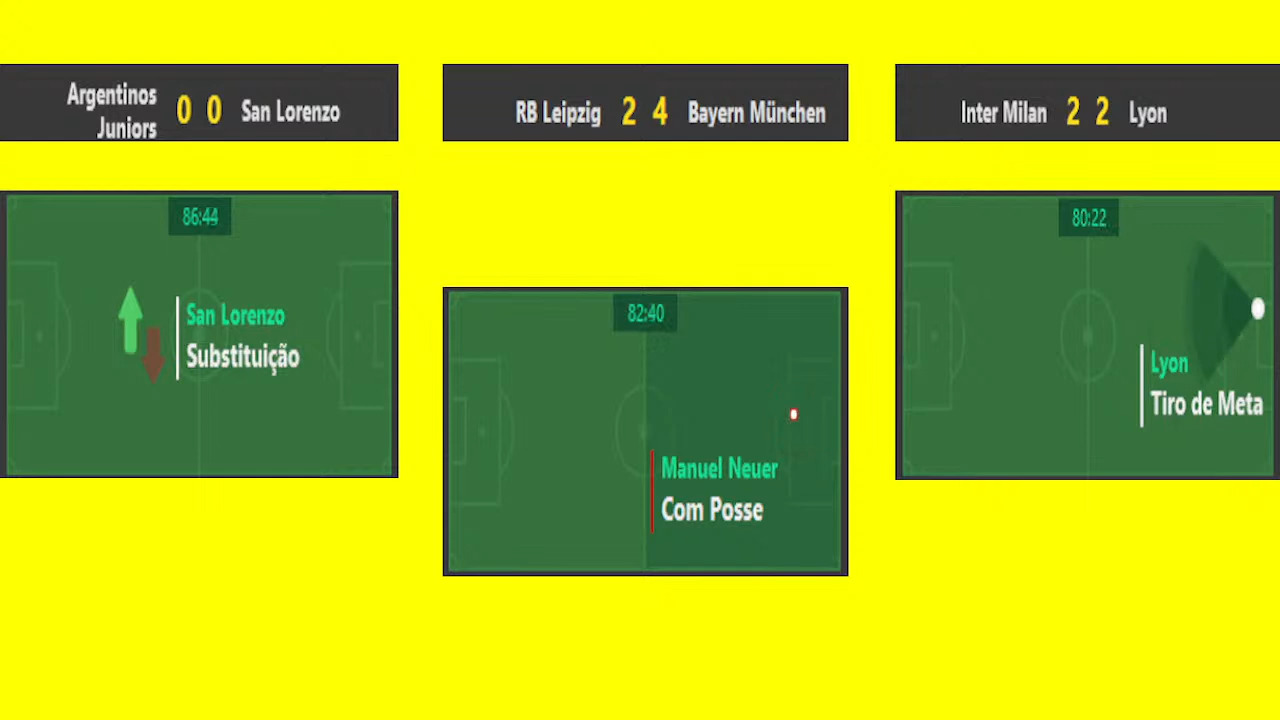 Argentinos
Juniors
0 0
San Lorenzo
RB Leipzig 2 4 Bayern München
Inter Milan 2 2 Lyon
86:44
San Lorenzo
Substituição
82:40
Manuel Neuer
Com Posse
80:22
Lyon
Tiro de Meta